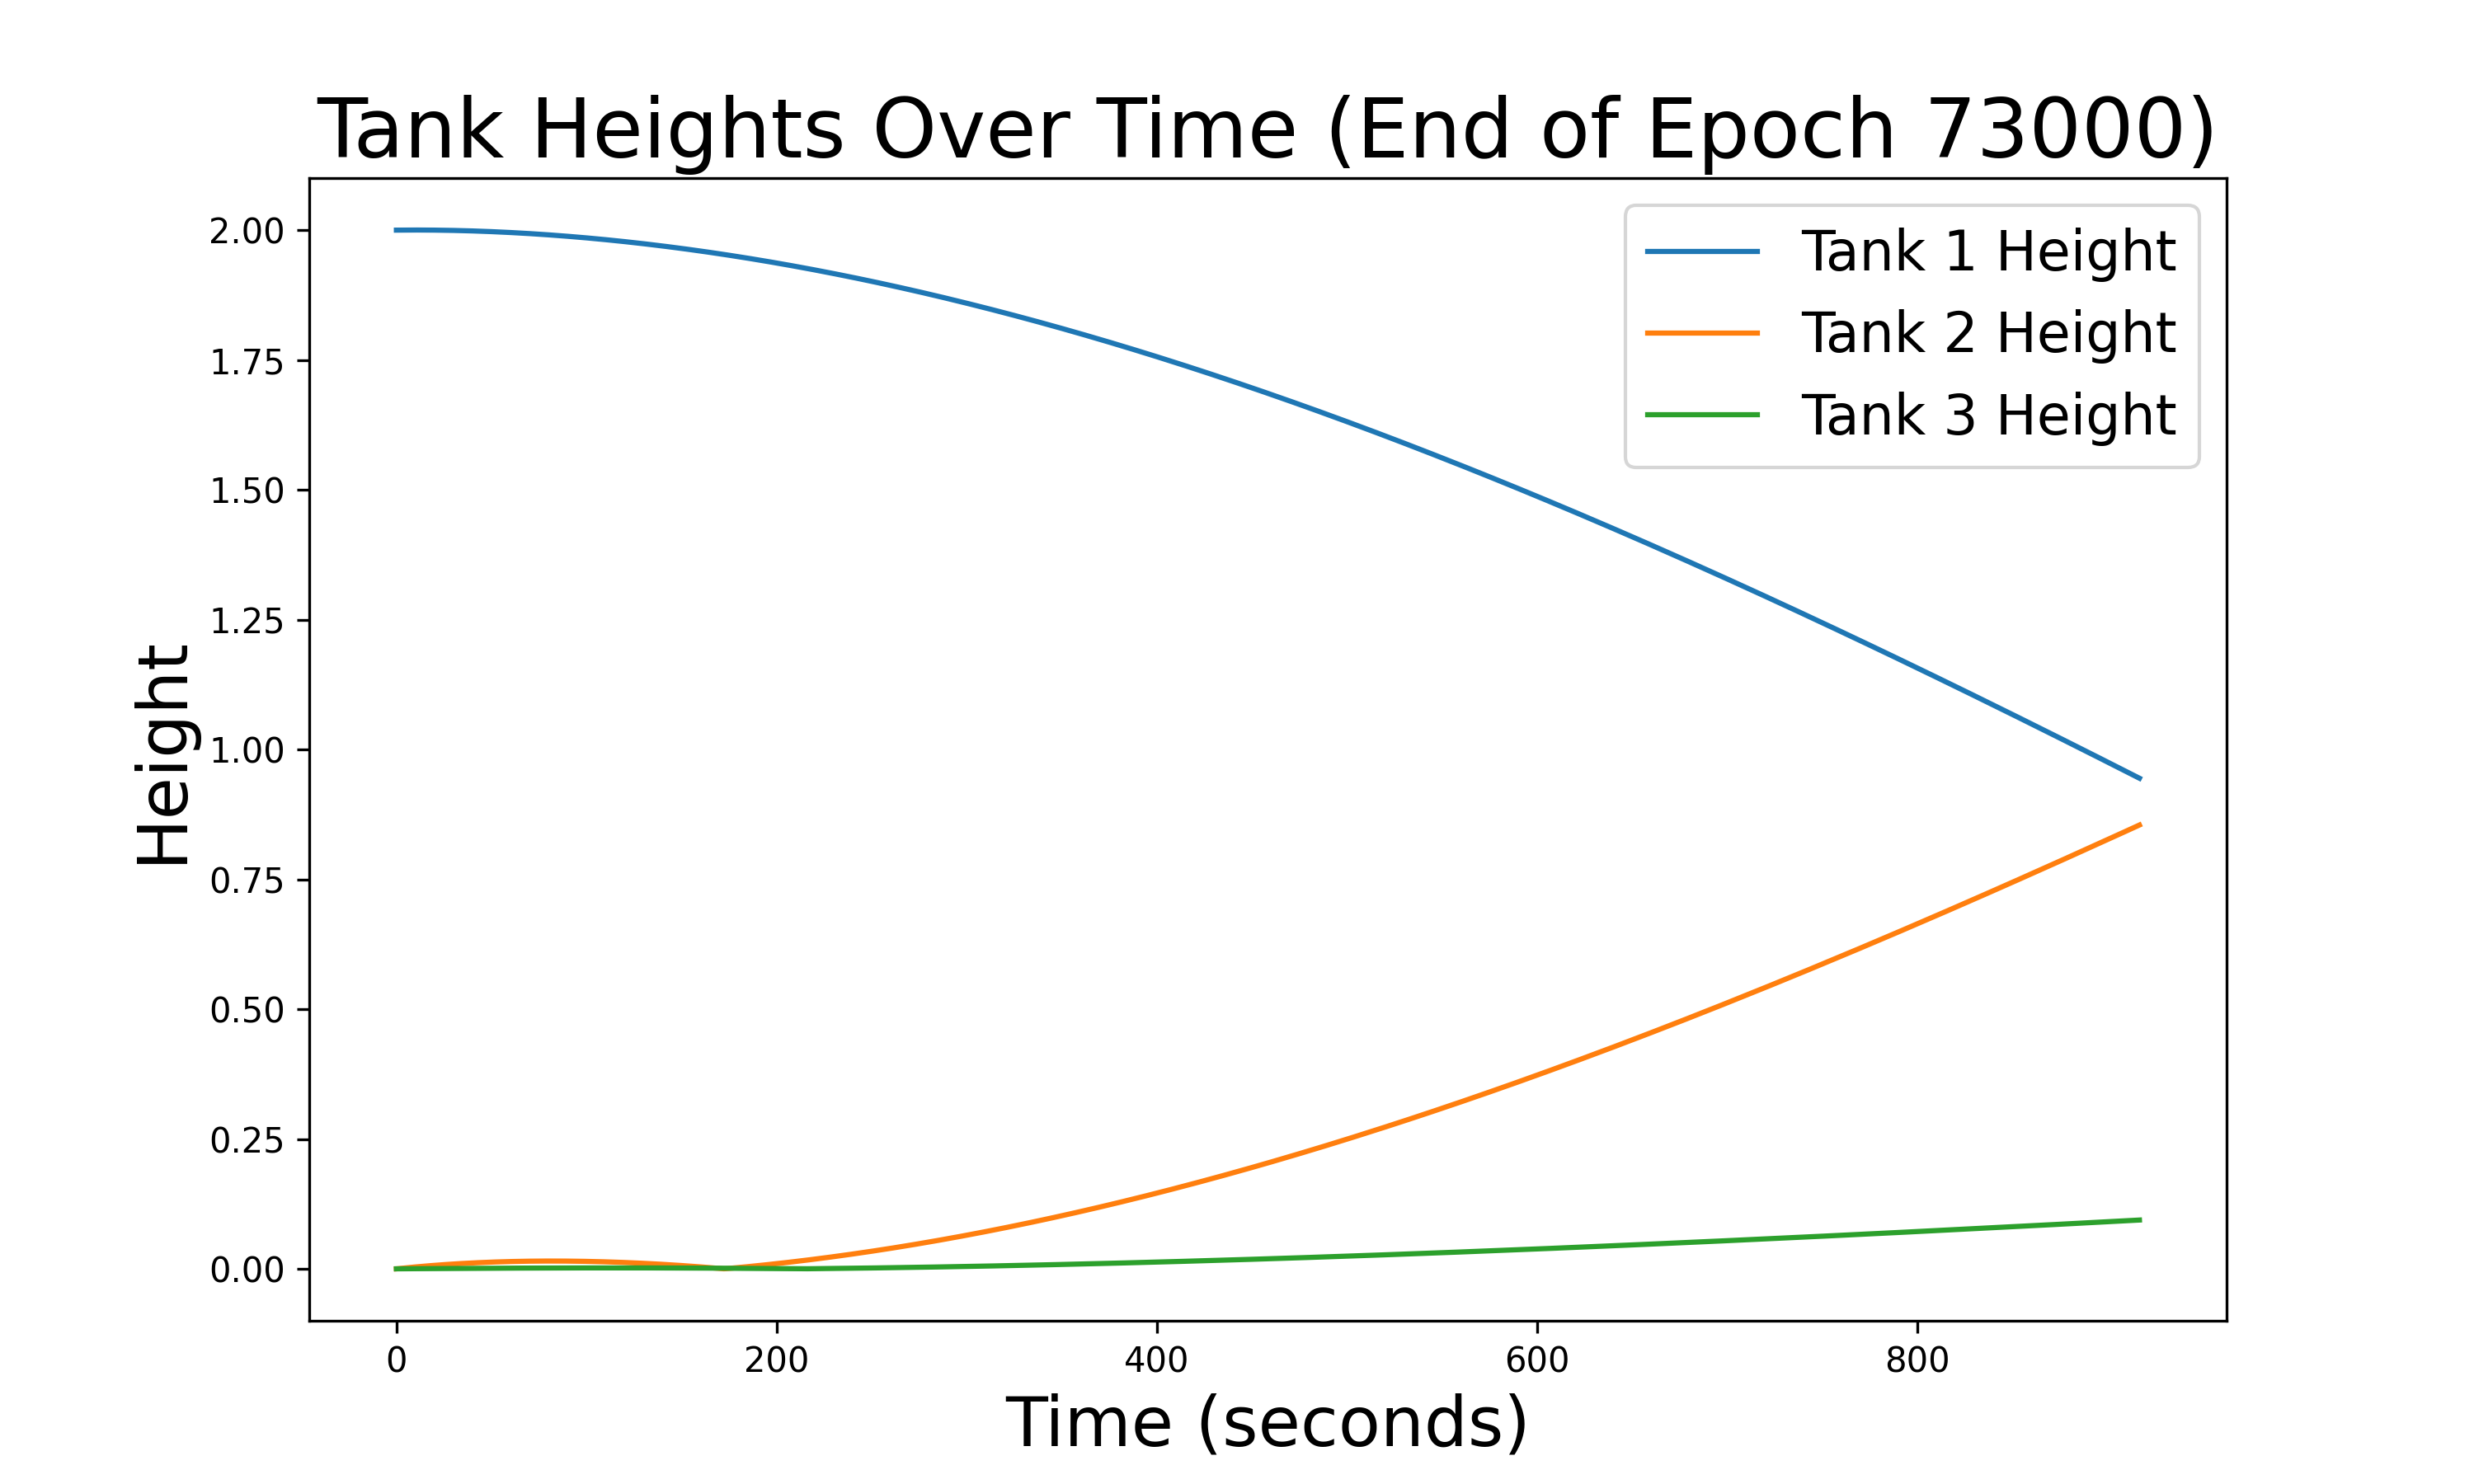 Tank Heights Over Time (End of Epoch 73000)
Tank 1 Height
Tank 2 Height
Tank 3 Height
Height
2.00
1.75
1.50
1.25
1.00
0.75
0.50
0.25
0.00
0 200 400 600 800
Time (seconds)